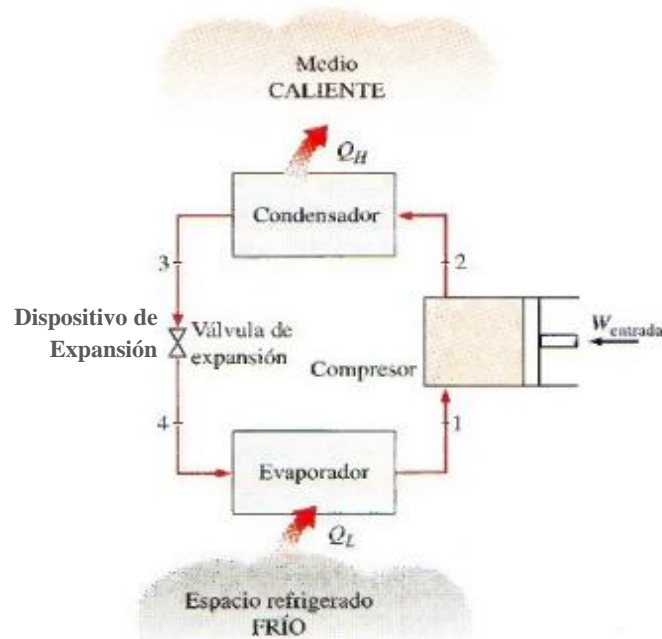 Medio
CALIENTE
Q_H
Condensador
3
2
Dispositivo de
Expansión
Válvula de
expansión
W_entrada
Compresor
4
1
Evaporador
Q_L
Espacio refrigerado
FRÍO